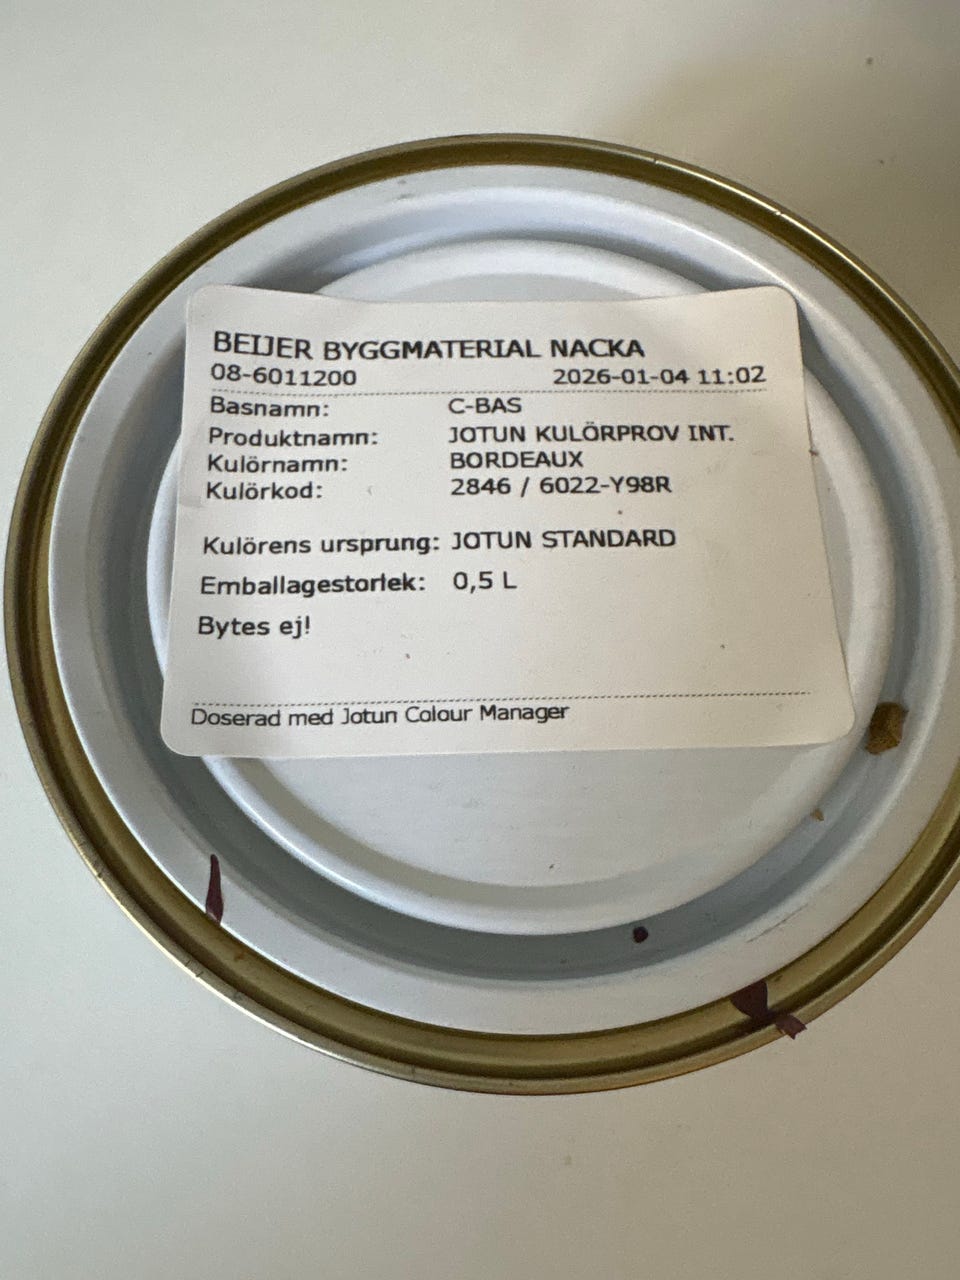 BEIJER BYGGMATERIAL NACKA
08-6011200 2026-01-04 11:02
Basnamn: C-BAS
Produktnamn: JOTUN KULÖRPROV INT.
Kulörnamn: BORDEAUX
Kulörkod: 2846 / 6022-Y98R
Kulörens ursprung: JOTUN STANDARD
Emballagestorlek: 0,5 L
Bytes ej!
Doserad med Jotun Colour Manager